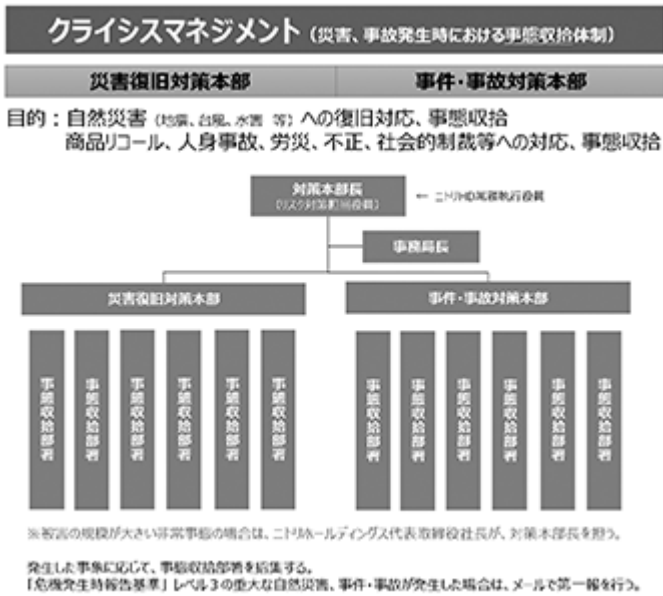 クライシスマネジメント（災害、事故発生時における事態収拾体制）
災害復旧対策本部 事件・事故対策本部
目的：自然災害（地震、台風、水害 等）への復旧対応、事態収拾
商品リコール、人身事故、労災、不正、社会的制裁等への対応、事態収拾
対策本部長
（リスク対策担当役員） ← ニトリHD常務執行役員
事務局長
災害復旧対策本部 事件・事故対策本部
事態収拾部署 事態収拾部署 事態収拾部署 事態収拾部署 事態収拾部署 事態収拾部署 事態収拾部署 事態収拾部署 事態収拾部署 事態収拾部署 事態収拾部署 事態収拾部署
※被害の規模が大きい非常事態の場合は、ニトリホールディングス代表取締役社長が、対策本部長を担う。
発生した事象に応じて、事態収拾部署を招集する。
「危機発生時報告基準」レベル3の重大な自然災害、事件・事故が発生した場合は、メールで第一報を行う。